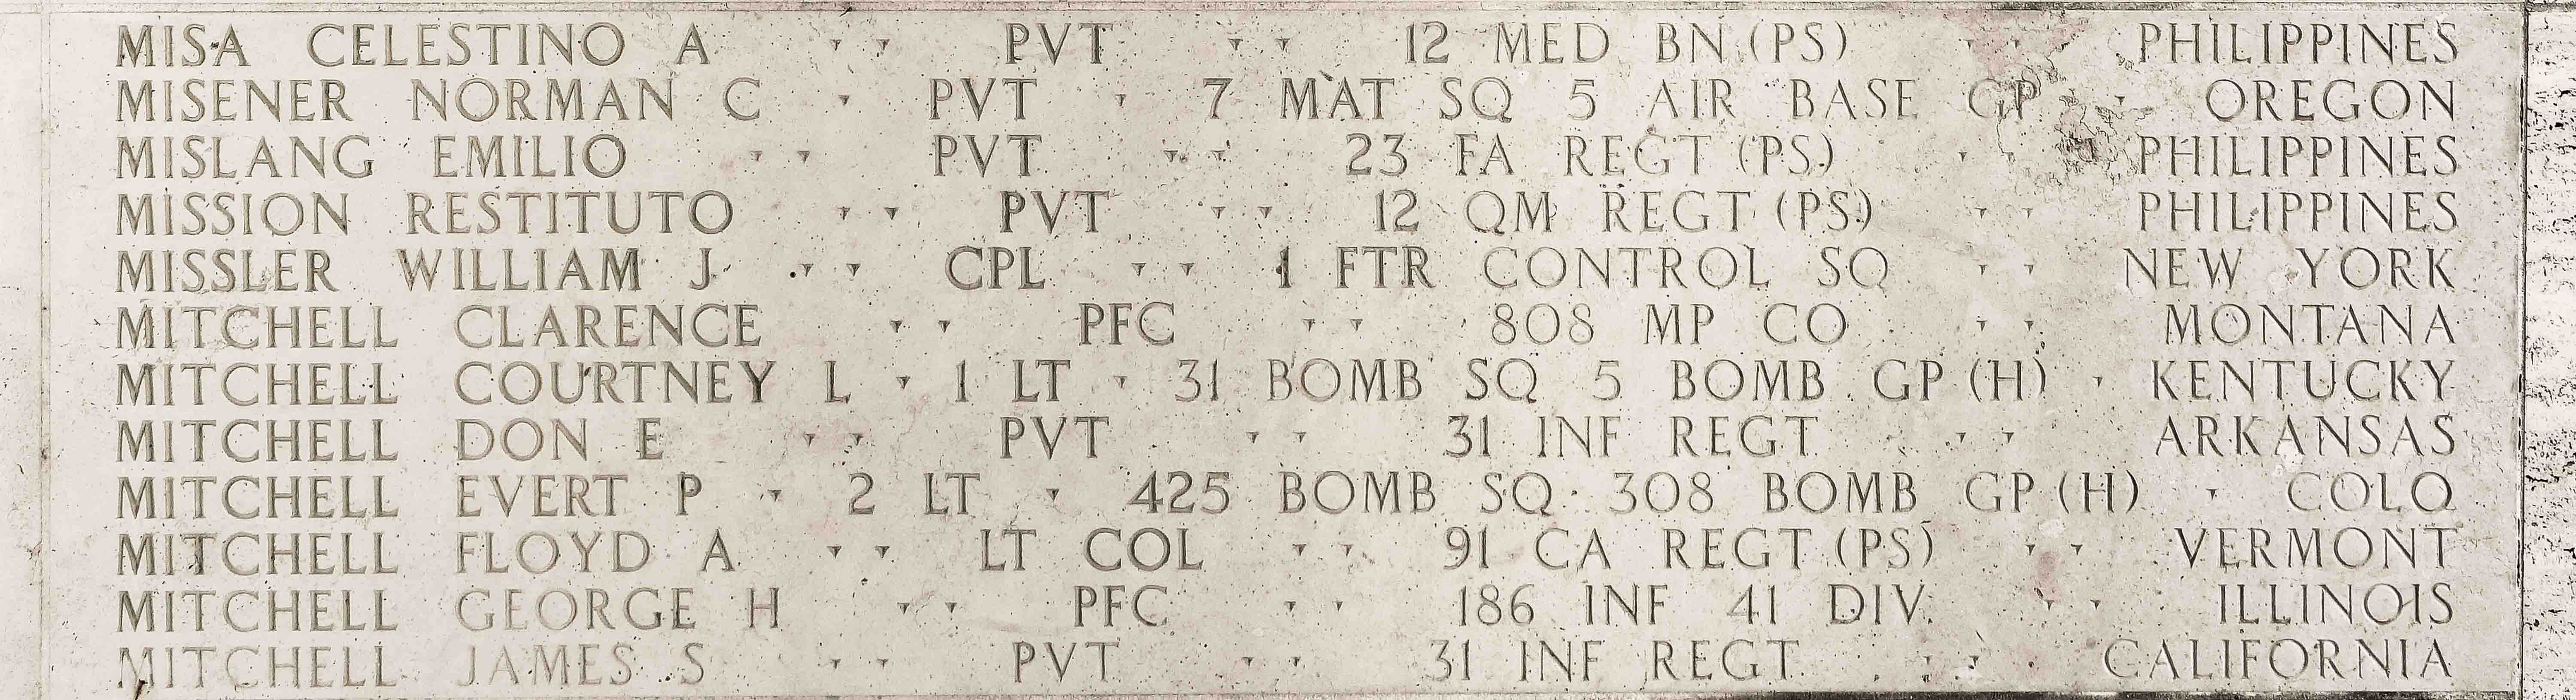 MISA CELESTINO A PVT 12 MED BN (PS) PHILIPPINES
MISENER NORMAN C PVT 7 MAT SQ 5 AIR BASE GP OREGON
MISLANG EMILIO PVT 23 FA REGT (PS) PHILIPPINES
MISSION RESTITUTO PVT 12 QM REGT (PS) PHILIPPINES
MISSLER WILLIAM J CPL 1 FTR CONTROL SQ NEW YORK
MITCHELL CLARENCE PFC 808 MP CO MONTANA
MITCHELL COURTNEY L 1 LT 31 BOMB SQ 5 BOMB GP (H) KENTUCKY
MITCHELL DON E PVT 31 INF REGT ARKANSAS
MITCHELL EVERT P 2 LT 425 BOMB SQ 308 BOMB GP (H) COLO
MITCHELL FLOYD A LT COL 91 CA REGT (PS) VERMONT
MITCHELL GEORGE H PFC 186 INF 41 DIV ILLINOIS
MITCHELL JAMES S PVT 31 INF REGT CALIFORNIA